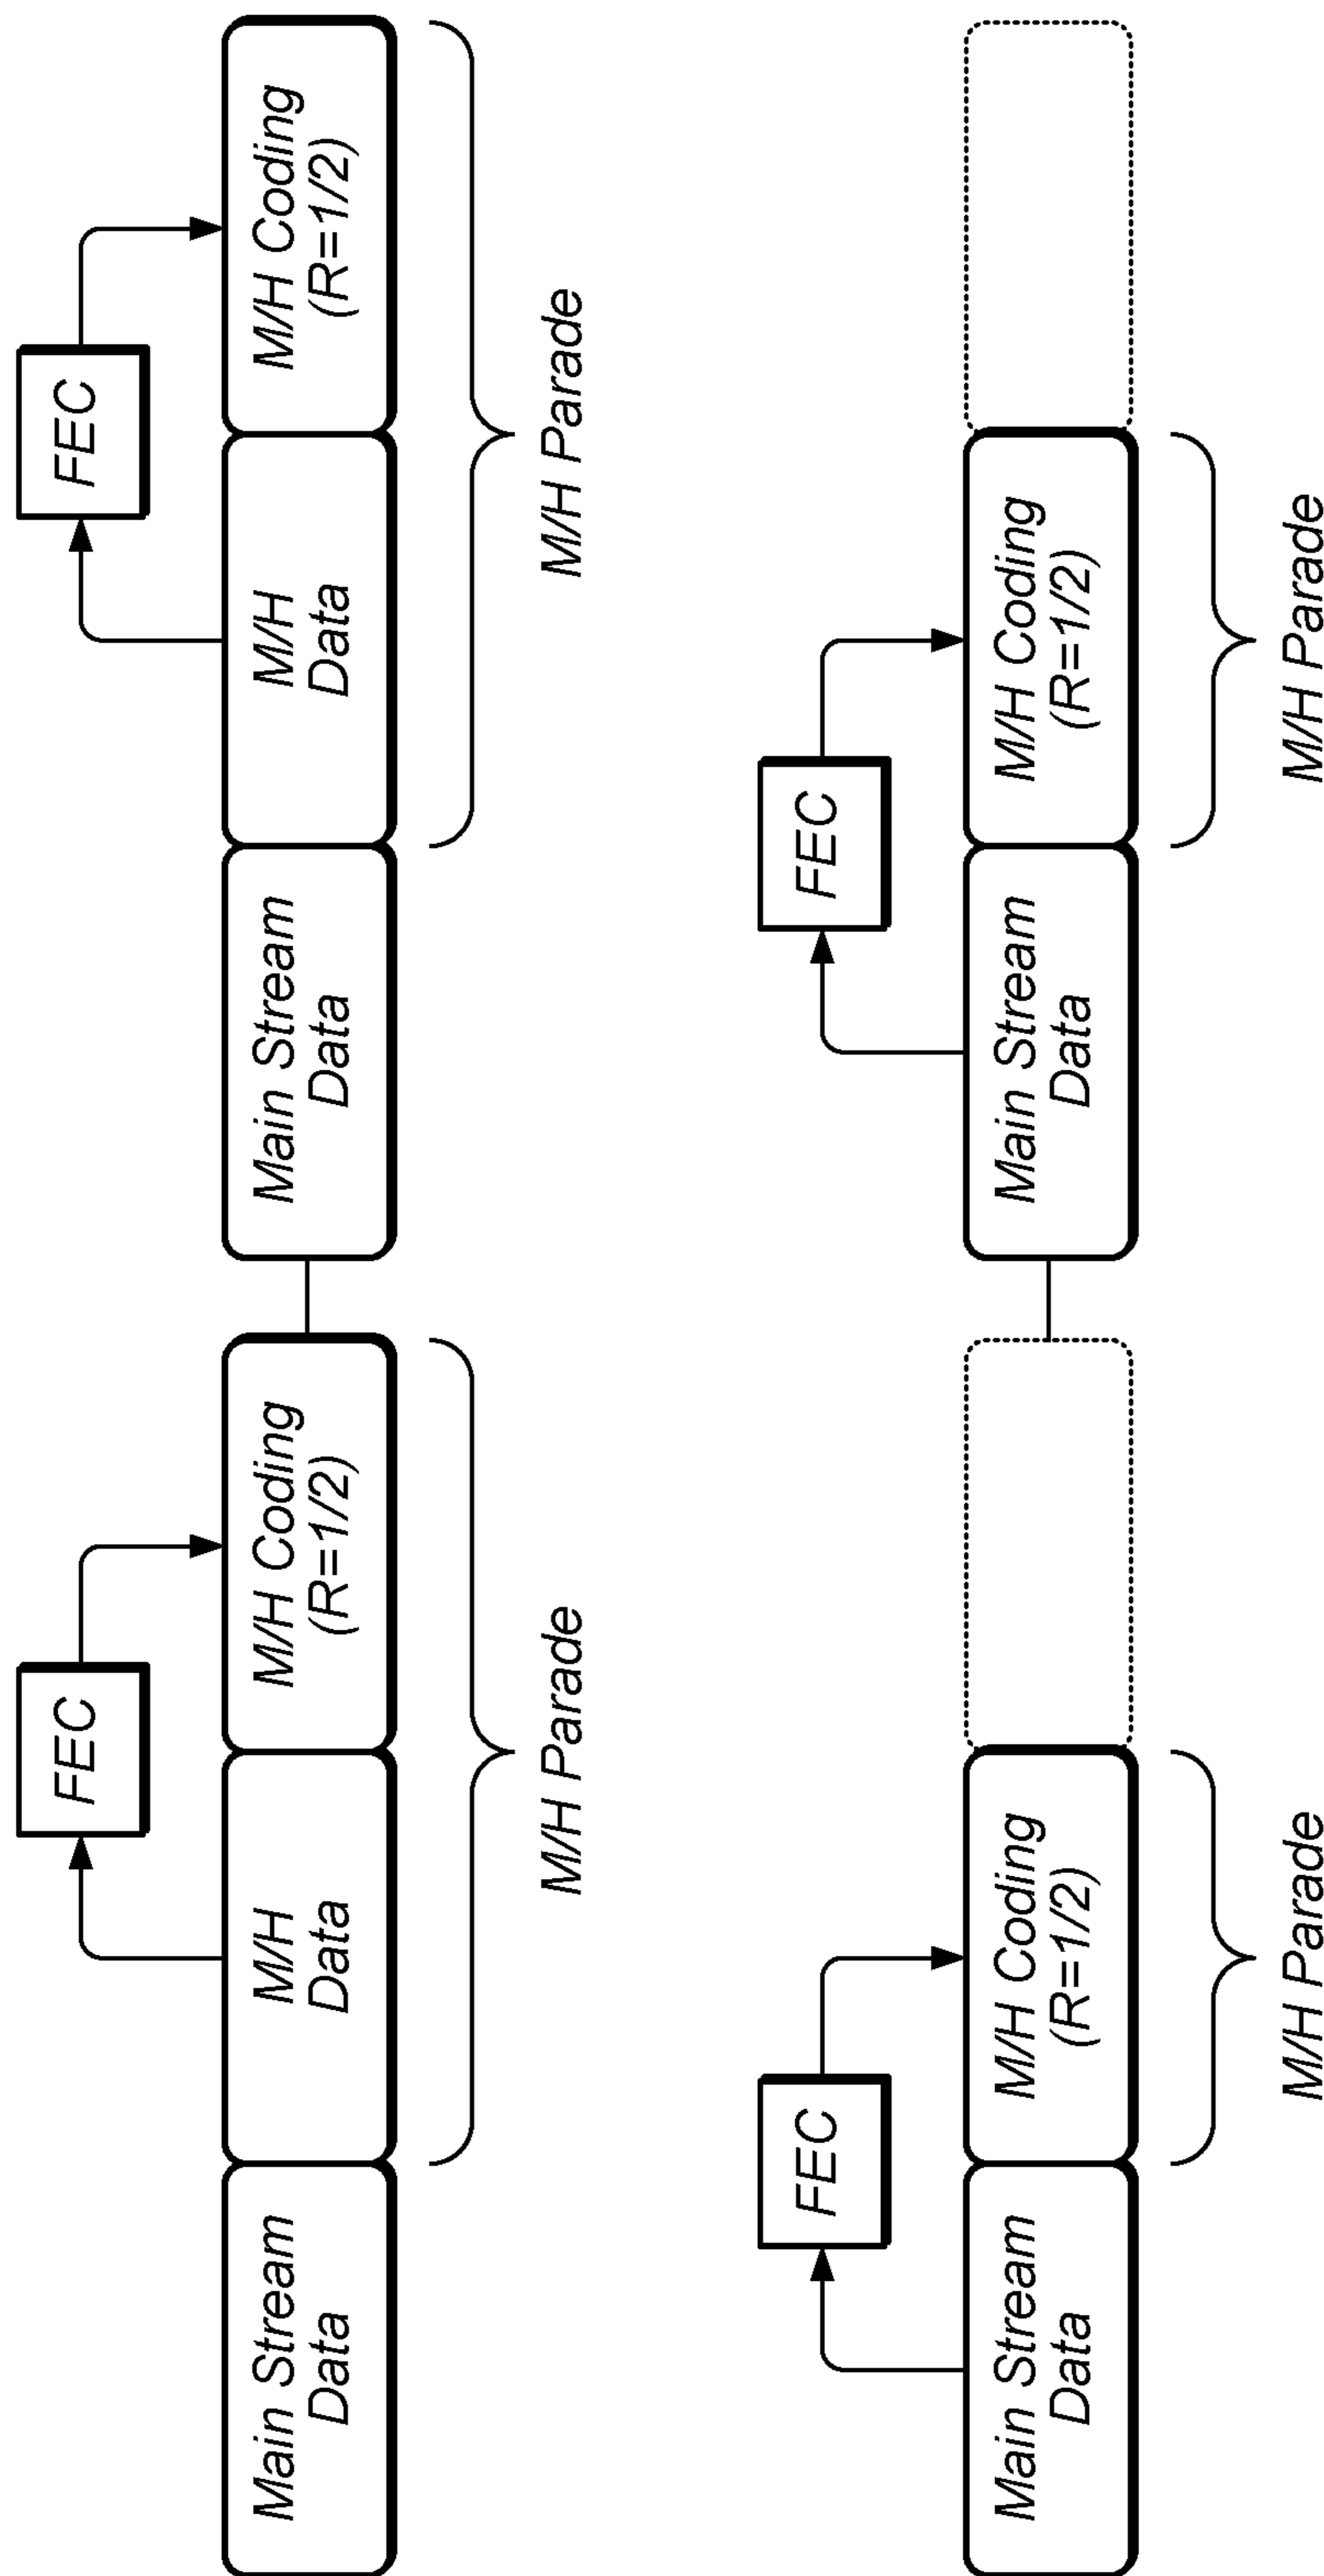 FEC
FEC
Main Stream
Data
M/H
Data
M/H Coding
(R=1/2)
Main Stream
Data
M/H
Data
M/H Coding
(R=1/2)
M/H Parade
M/H Parade
FEC
FEC
Main Stream
Data
M/H Coding
(R=1/2)
Main Stream
Data
M/H Coding
(R=1/2)
M/H Parade
M/H Parade